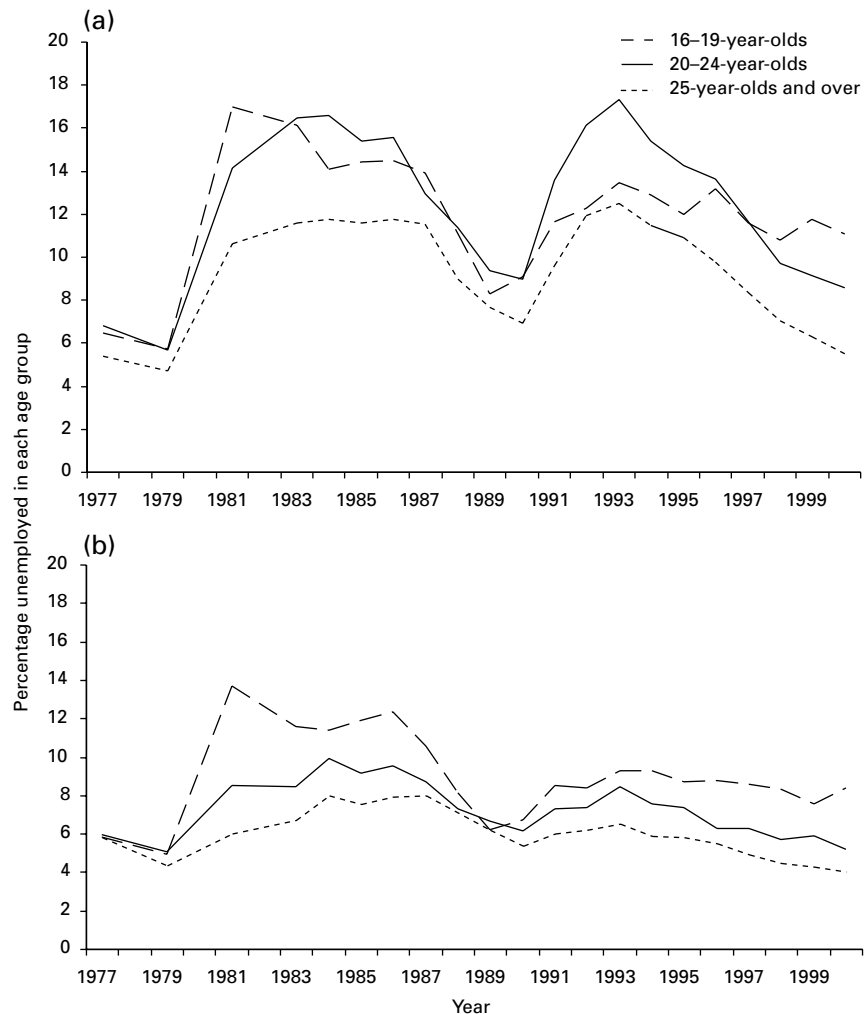 (a)
20
18
16
14
12
10
8
6
4
2
0
16–19-year-olds
20–24-year-olds
25-year-olds and over
1977 1979 1981 1983 1985 1987 1989 1991 1993 1995 1997 1999
Percentage unemployed in each age group
(b)
20
18
16
14
12
10
8
6
4
2
0
1977 1979 1981 1983 1985 1987 1989 1991 1993 1995 1997 1999
Year